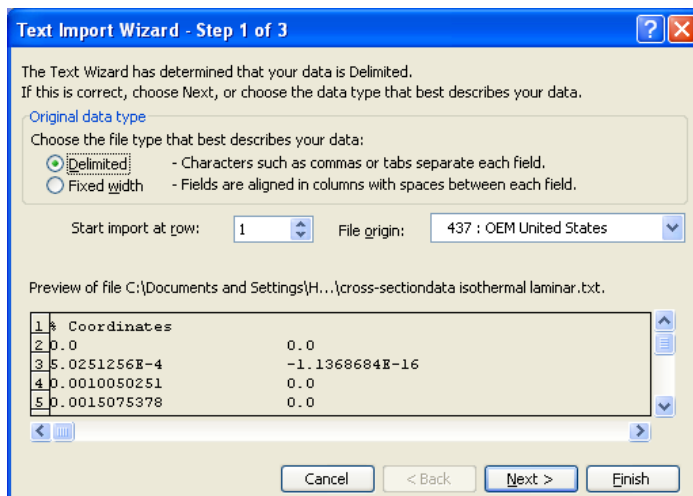 Text Import Wizard - Step 1 of 3
The Text Wizard has determined that your data is Delimited.
If this is correct, choose Next, or choose the data type that best describes your data.
Original data type
Choose the file type that best describes your data:
Delimited - Characters such as commas or tabs separate each field.
Fixed width - Fields are aligned in columns with spaces between each field.
Start import at row: 1 File origin: 437 : OEM United States
Preview of file C:\Documents and Settings\H...\cross-sectiondata isothermal laminar.txt.
1 % Coordinates
2 0.0 0.0
3 5.0251256E-4 -1.1368684E-16
4 0.0010050251 0.0
5 0.0015075378 0.0
Cancel < Back Next > Finish